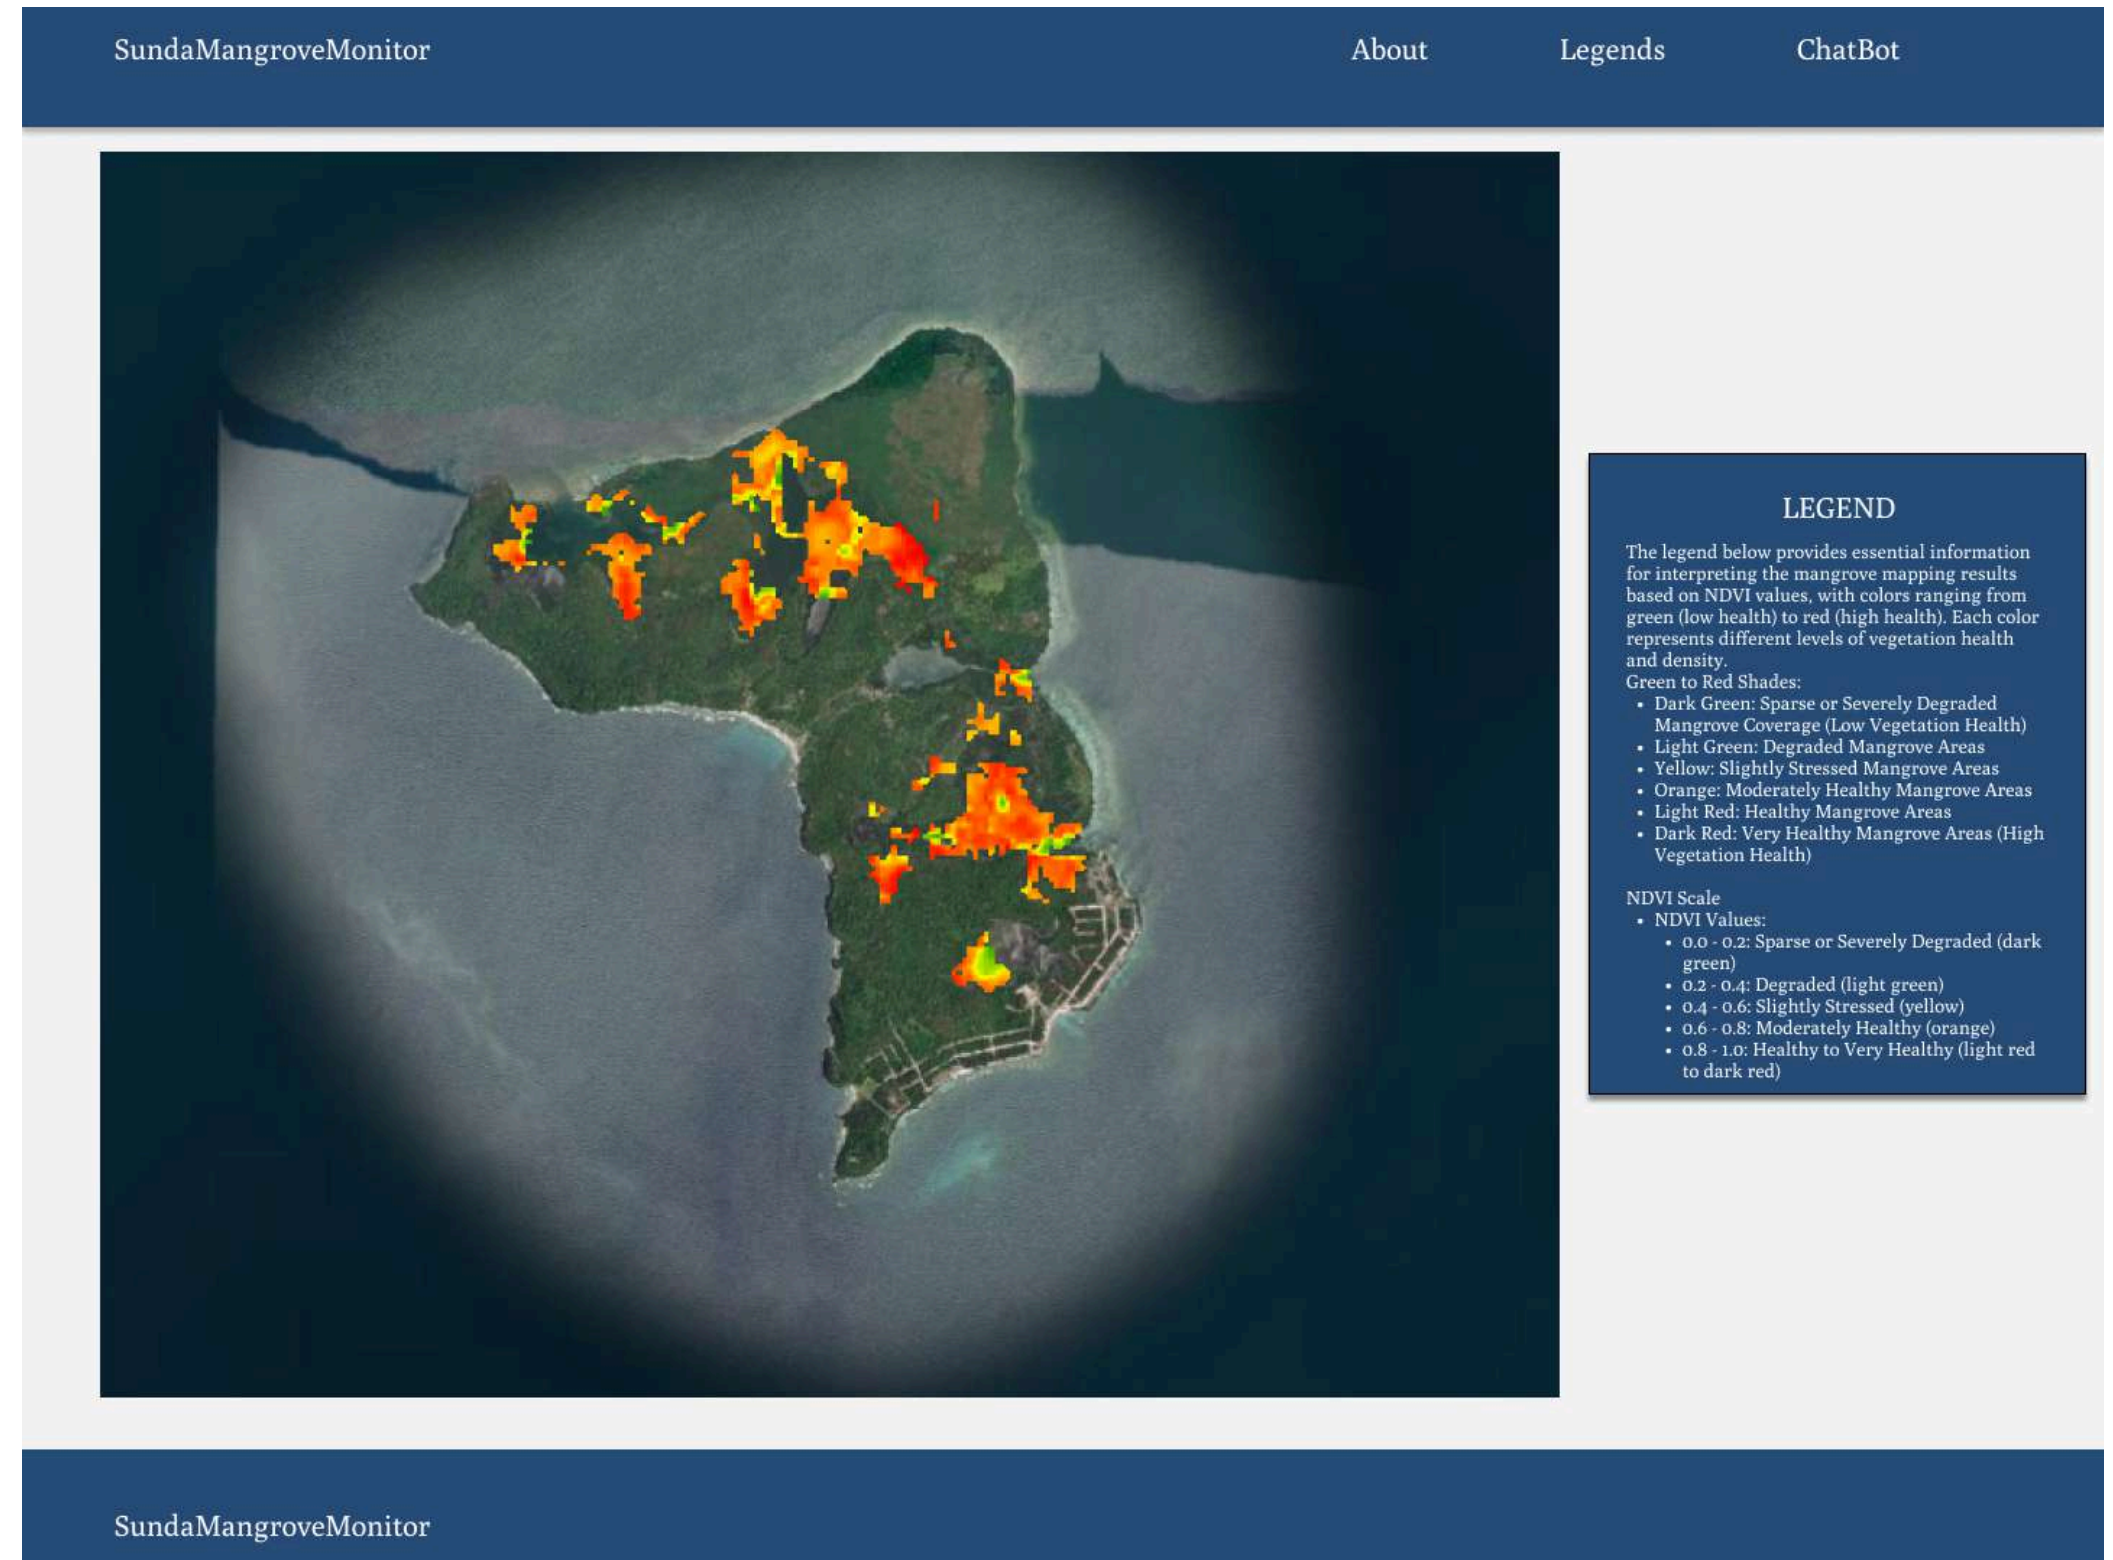 SundaMangroveMonitor
About
Legends
ChatBot
LEGEND
The legend below provides essential information
for interpreting the mangrove mapping results
based on NDVI values, with colors ranging from
green (low health) to red (high health). Each color
represents different levels of vegetation health
and density.
Green to Red Shades:
• Dark Green: Sparse or Severely Degraded
Mangrove Coverage (Low Vegetation Health)
• Light Green: Degraded Mangrove Areas
• Yellow: Slightly Stressed Mangrove Areas
• Orange: Moderately Healthy Mangrove Areas
• Light Red: Healthy Mangrove Areas
• Dark Red: Very Healthy Mangrove Areas (High
Vegetation Health)
NDVI Scale
• NDVI Values:
• 0.0 - 0.2: Sparse or Severely Degraded (dark
green)
• 0.2 - 0.4: Degraded (light green)
• 0.4 - 0.6: Slightly Stressed (yellow)
• 0.6 - 0.8: Moderately Healthy (orange)
• 0.8 - 1.0: Healthy to Very Healthy (light red
to dark red)
SundaMangroveMonitor